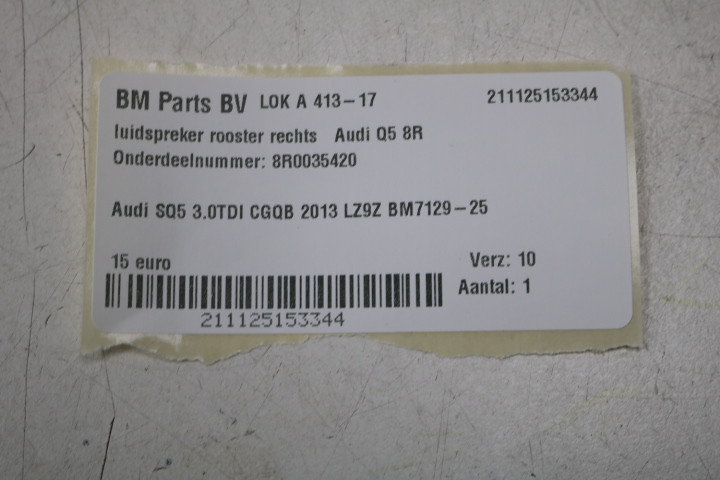 BM Parts BV LOK A 413-17 211125153344
luidspreker rooster rechts Audi Q5 8R
Onderdeelnummer: 8R0035420
Audi SQ5 3.0TDI CGQB 2013 LZ9Z BM7129-25
15 euro Verz: 10
Aantal: 1
211125153344